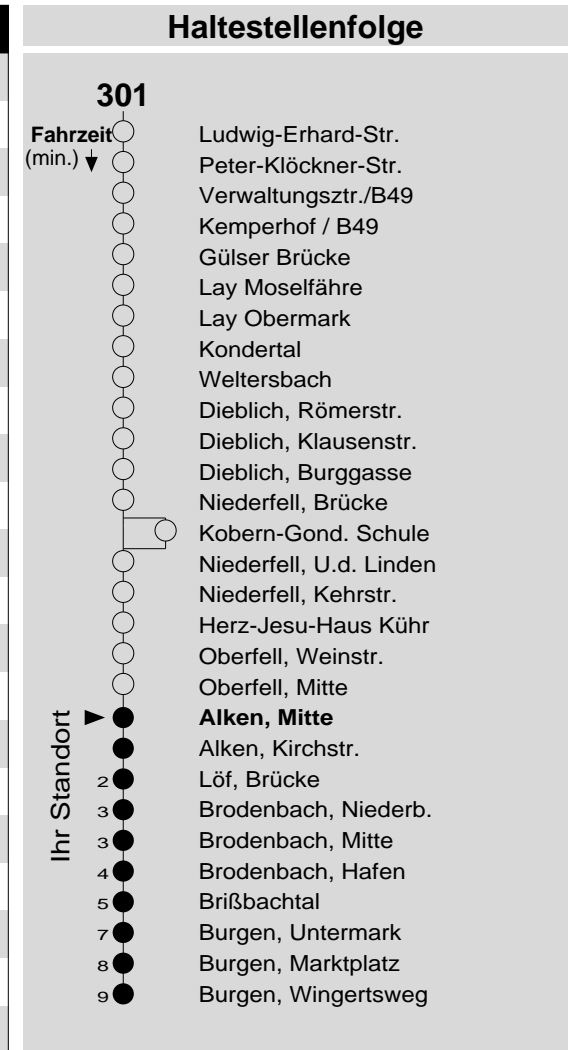 Haltestellenfolge
301
Fahrzeit
(min.)
Ludwig-Erhard-Str.
Peter-Klöckner-Str.
Verwaltungsztr./B49
Kemperhof / B49
Gülser Brücke
Lay Moselfähre
Lay Obermark
Kondertal
Weltersbach
Dieblich, Römerstr.
Dieblich, Klausenstr.
Dieblich, Burggasse
Niederfell, Brücke
Kobern-Gond. Schule
Niederfell, U.d. Linden
Niederfell, Kehrstr.
Herz-Jesu-Haus Kühr
Oberfell, Weinstr.
Oberfell, Mitte
Ihr Standort
Alken, Mitte
Alken, Kirchstr.
2 Löf, Brücke
3 Brodenbach, Niederb.
3 Brodenbach, Mitte
4 Brodenbach, Hafen
5 Brißbachtal
7 Burgen, Untermark
8 Burgen, Marktplatz
9 Burgen, Wingertsweg